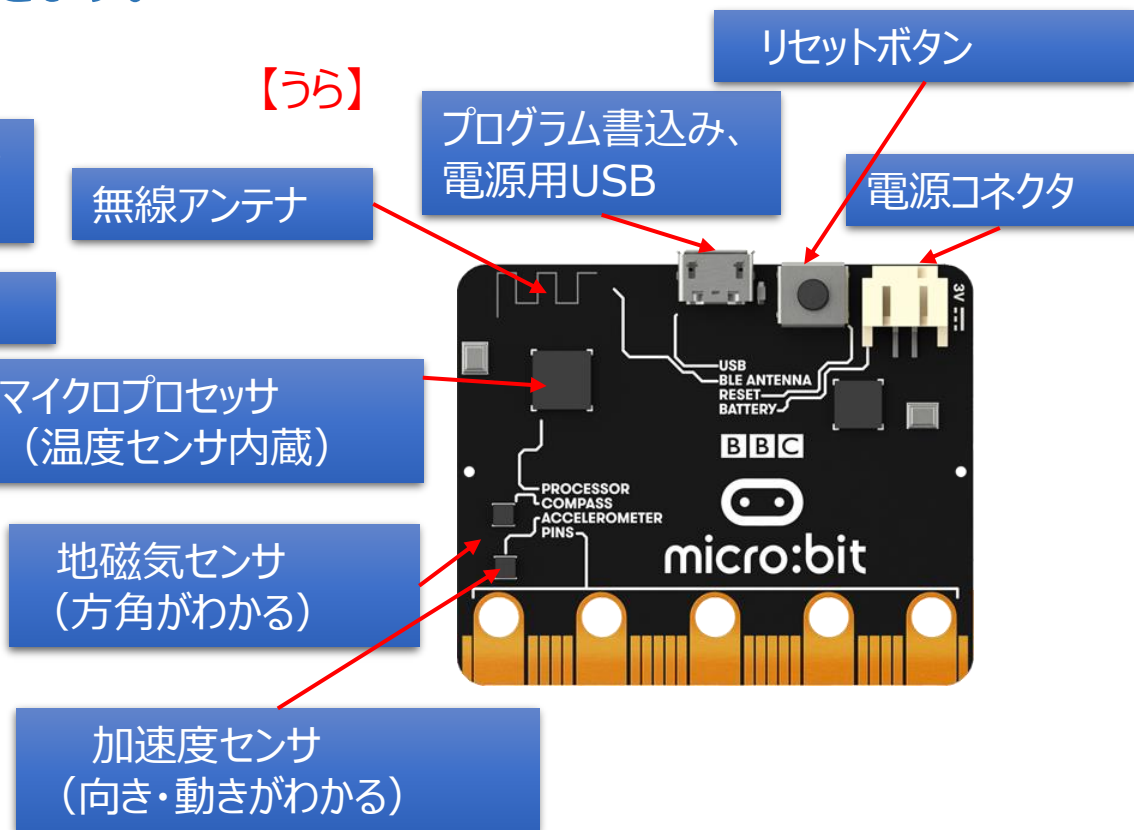 リセットボタン
【うら】
プログラム書込み、
電源用USB
無線アンテナ
電源コネクタ
3V
マイクロプロセッサ
（温度センサ内蔵）
USB
BLE ANTENNA
RESET
BATTERY
BBC
PROCESSOR
COMPASS
ACCELEROMETER
PINS
micro:bit
地磁気センサ
（方角がわかる）
加速度センサ
（向き・動きがわかる）